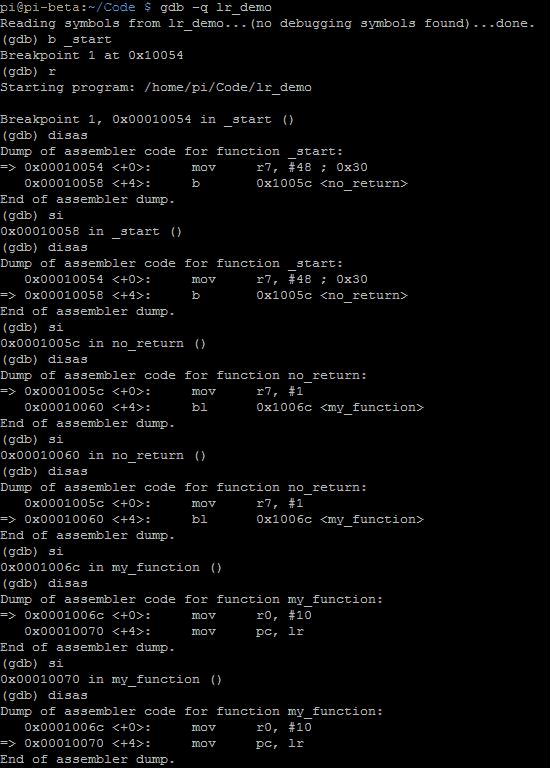 pi@pi-beta:~/Code $ gdb -q lr_demo
Reading symbols from lr_demo...(no debugging symbols found)...done.
(gdb) b _start
Breakpoint 1 at 0x10054
(gdb) r
Starting program: /home/pi/Code/lr_demo

Breakpoint 1, 0x00010054 in _start ()
(gdb) disas
Dump of assembler code for function _start:
=> 0x00010054 <+0>:     mov     r7, #48 ; 0x30
   0x00010058 <+4>:     b       0x1005c <no_return>
End of assembler dump.
(gdb) si
0x00010058 in _start ()
(gdb) disas
Dump of assembler code for function _start:
   0x00010054 <+0>:     mov     r7, #48 ; 0x30
=> 0x00010058 <+4>:     b       0x1005c <no_return>
End of assembler dump.
(gdb) si
0x0001005c in no_return ()
(gdb) disas
Dump of assembler code for function no_return:
=> 0x0001005c <+0>:     mov     r7, #1
   0x00010060 <+4>:     bl      0x1006c <my_function>
End of assembler dump.
(gdb) si
0x00010060 in no_return ()
(gdb) disas
Dump of assembler code for function no_return:
   0x0001005c <+0>:     mov     r7, #1
=> 0x00010060 <+4>:     bl      0x1006c <my_function>
End of assembler dump.
(gdb) si
0x0001006c in my_function ()
(gdb) disas
Dump of assembler code for function my_function:
=> 0x0001006c <+0>:     mov     r0, #10
   0x00010070 <+4>:     mov     pc, lr
End of assembler dump.
(gdb) si
0x00010070 in my_function ()
(gdb) disas
Dump of assembler code for function my_function:
   0x0001006c <+0>:     mov     r0, #10
=> 0x00010070 <+4>:     mov     pc, lr
End of assembler dump.